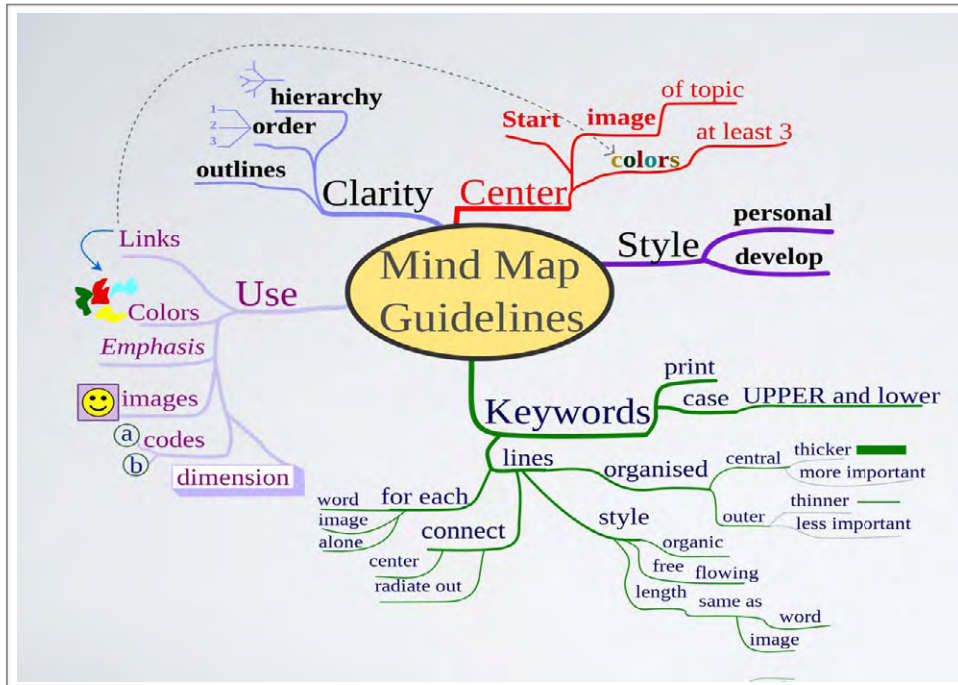 Mind Map
Guidelines
Center
Start
image
of topic
colors
at least 3
Style
personal
develop
Keywords
print
case
UPPER and lower
lines
organised
central
thicker
more important
outer
thinner
less important
style
organic
free
flowing
length
same as
word
image
connect
center
radiate out
for each
word
image
alone
Use
Links
Colors
Emphasis
images
codes
a
b
dimension
Clarity
hierarchy
order
1
2
3
outlines